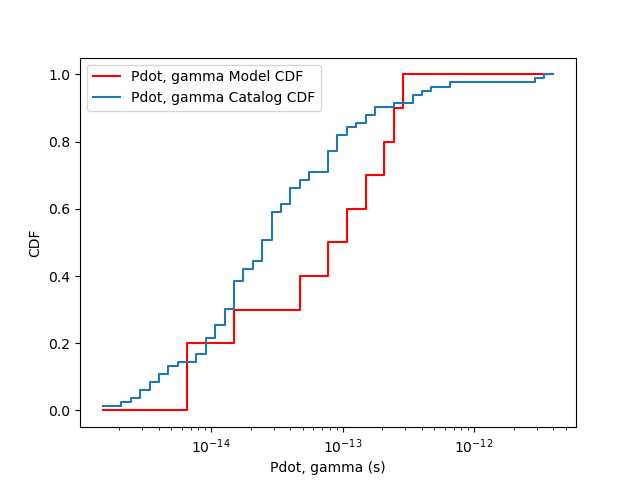 Pdot, gamma Model CDF
Pdot, gamma Catalog CDF
CDF
1.0
0.8
0.6
0.4
0.2
0.0
10⁻¹⁴ 10⁻¹³ 10⁻¹²
Pdot, gamma (s)